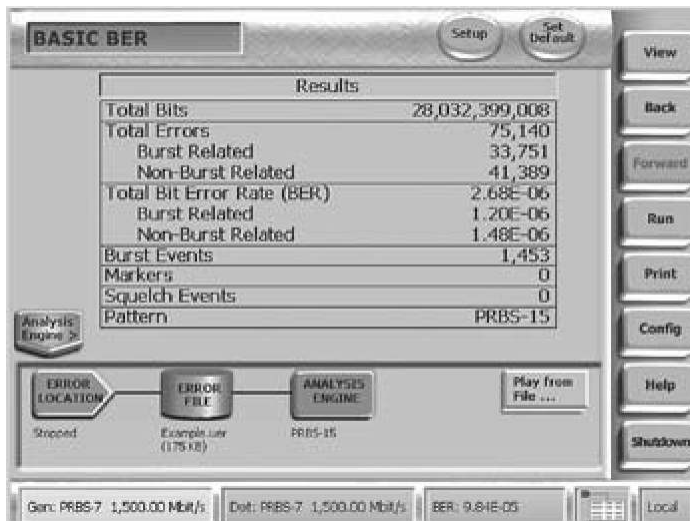 BASIC BER
Setup
Set Default
View
Back
Forward
Run
Print
Config
Help
Shutdown
Results
Total Bits 28,032,399,008
Total Errors 75,140
Burst Related 33,751
Non-Burst Related 41,389
Total Bit Error Rate (BER) 2.68E-06
Burst Related 1.20E-06
Non-Burst Related 1.48E-06
Burst Events 1,453
Markers 0
Squelch Events 0
Pattern PRBS-15
Analysis
Engine >
ERROR
LOCATION
Stopped
ERROR
FILE
Example.uer
(175 KB)
ANALYSIS
ENGINE
PRBS-15
Play from
File ...
Gen: PRBS-7 1,500.00 Mbit/s
Det: PRBS-7 1,500.00 Mbit/s
BER: 9.84E-05
Local